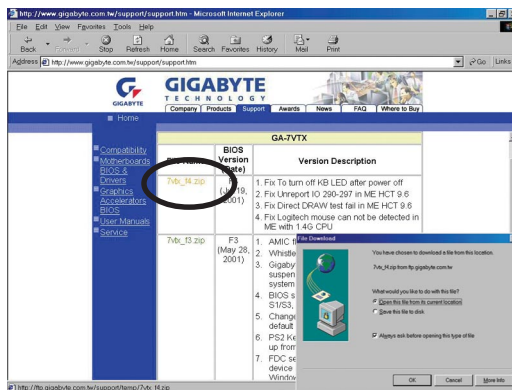 http://www.gigabyte.com.tw/support/support.htm - Microsoft Internet Explorer
File Edit View Favorites Tools Help
Back Forward Stop Refresh Home Search Favorites History Mail Print
Address http://www.gigabyte.com.tw/support/support.htm Go Links
GIGABYTE
GIGABYTE
TECHNOLOGY
Company Products Support Awards News FAQ Where to Buy
Home
Compatibility
Motherboards
BIOS &
Drivers
Graphics
Accelerators
BIOS
User Manuals
Service
GA-7VTX
BIOS
Version
(Date)
Version Description
7vtx_f4.zip
2001)
1. Fix To turn off KB LED after power off
2. Fix Unreport IO 290-297 in ME HCT 9.6
3. Fix Direct DRAW test fail in ME HCT 9.6
4. Fix Logitech mouse can not be detected in
ME with 1.4G CPU
7vtx_f3.zip
F3
(May 28,
2001)
1. AMIC f
2. Whistle
3. Gigaby
suspen
system
4. BIOS s
S1/S3,
5. Change
default
6. PS2 Ke
up from
7. FDC se
device
Window
File Download
You have chosen to download a file from this location.
7vtx_f4.zip from ftp.gigabyte.com.tw
What would you like to do with this file?
Open this file from its current location
Save this file to disk
Always ask before opening this type of file
OK Cancel More Info
http://ftp.gigabyte.com.tw/support/temp/7vtx_f4.zip